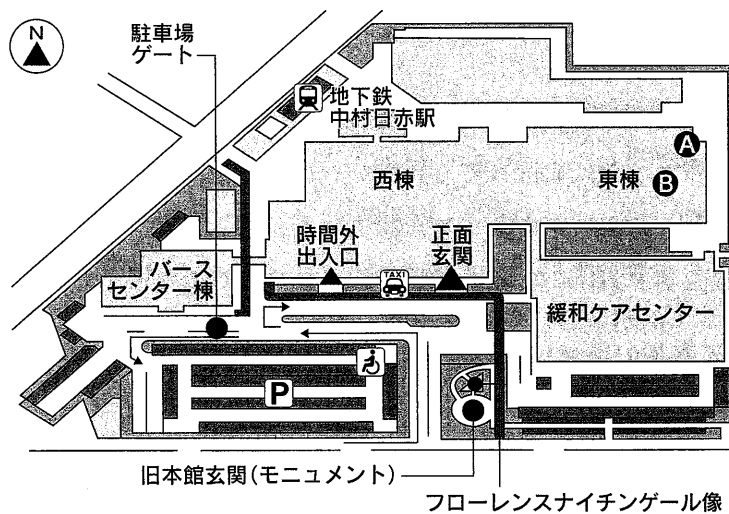 N
駐車場
ゲート
地下鉄
中村日赤駅
A
西棟
東棟
B
時間外
出入口
正面
玄関
TAXI
バース
センター棟
緩和ケアセンター
P
旧本館玄関(モニュメント)
フローレンスナイチンゲール像